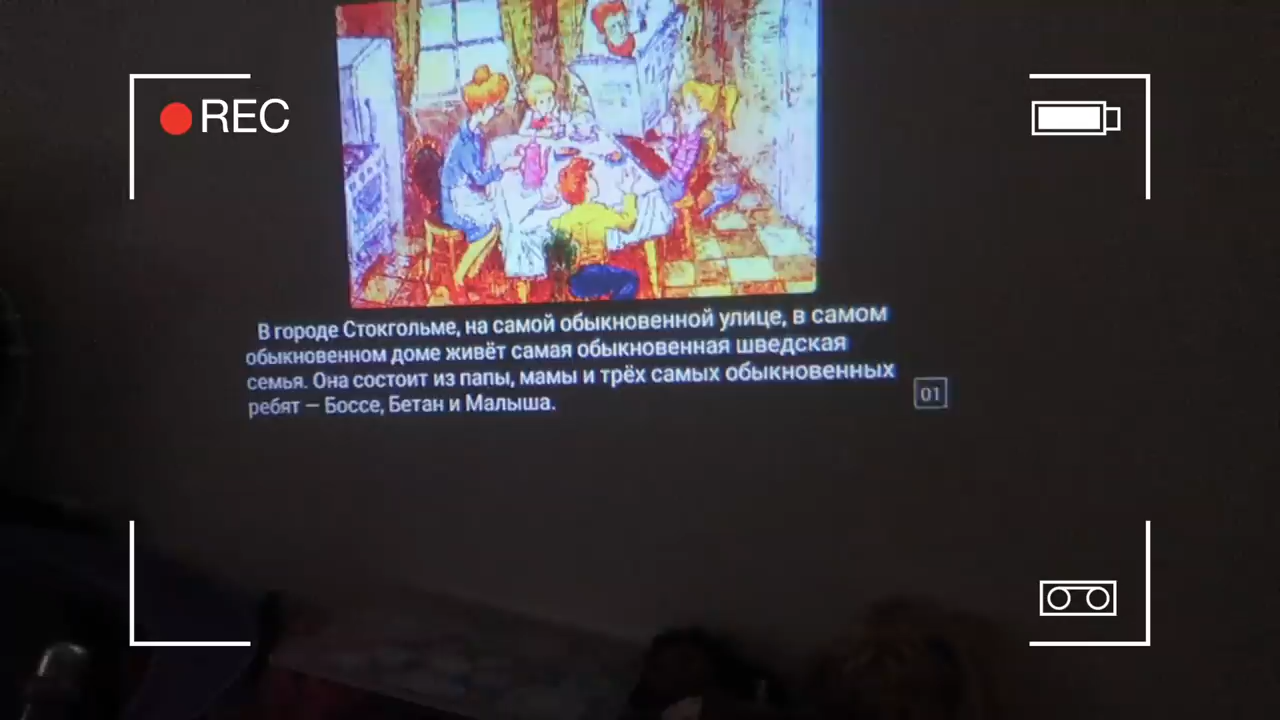 REC
В городе Стокгольме, на самой обыкновенной улице, в самом
обыкновенном доме живёт самая обыкновенная шведская
семья. Она состоит из папы, мамы и трёх самых обыкновенных
ребят — Боссе, Бетан и Малыша.
01